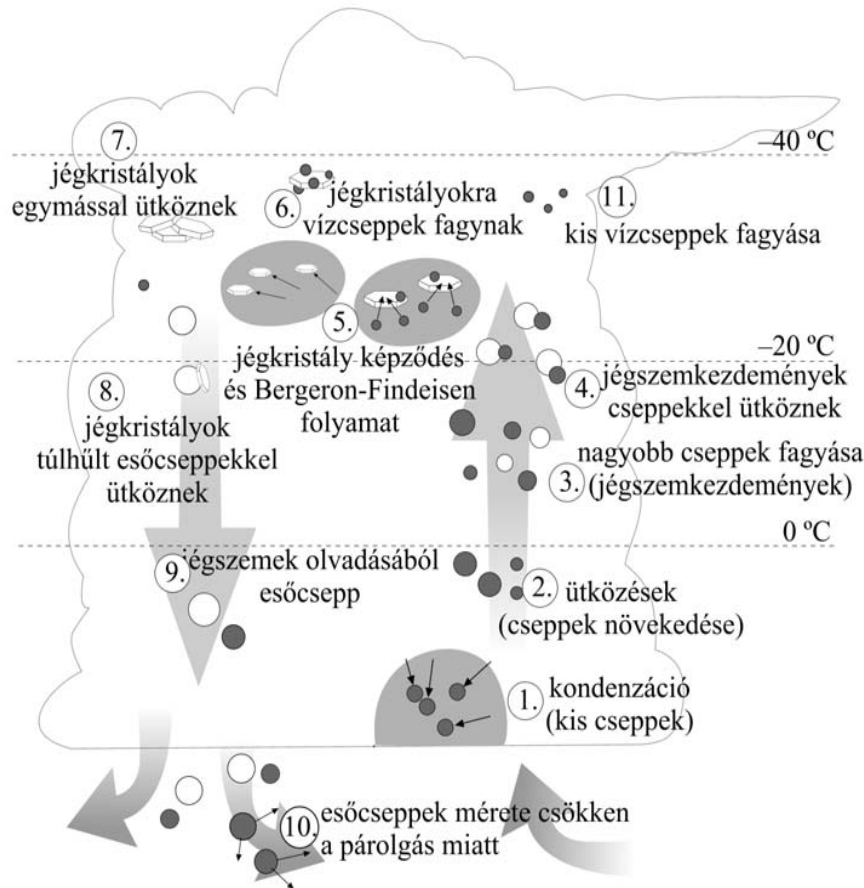 –40 ºC
7.
jégkristályok
egymással ütköznek
6.
jégkristályokra
vízcseppek fagynak
11.
kis vízcseppek fagyása
5.
jégkristály képződés
és Bergeron-Findeisen
folyamat
–20 ºC
4.
jégszemkezdemények
cseppekkel ütköznek
8.
jégkristályok
túlhűlt esőcseppekkel
ütköznek
nagyobb cseppek fagyása
3.
(jégszemkezdemények)
0 ºC
9.
jégszemek olvadásából
esőcsepp
2.
ütközések
(cseppek növekedése)
1.
kondenzáció
(kis cseppek)
10.
esőcseppek mérete csökken
a párolgás miatt